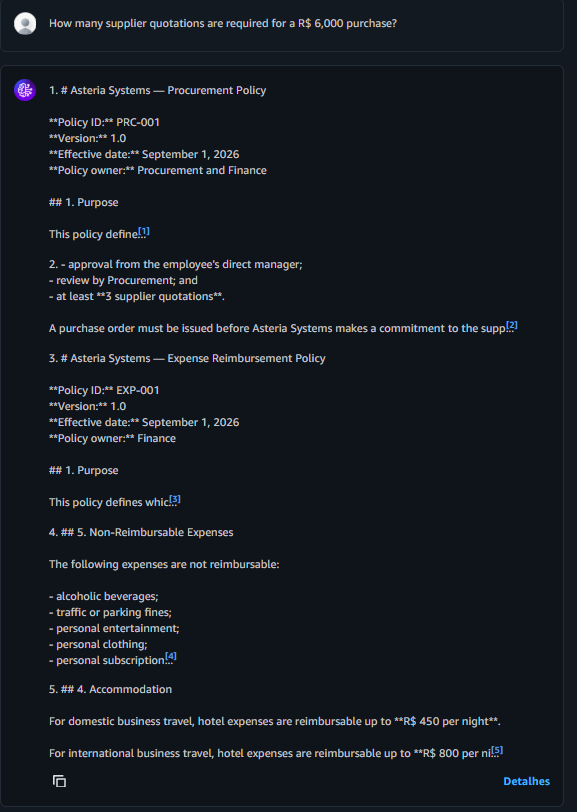 How many supplier quotations are required for a R$ 6,000 purchase?
1. # Asteria Systems — Procurement Policy
**Policy ID:** PRC-001
**Version:** 1.0
**Effective date:** September 1, 2026
**Policy owner:** Procurement and Finance
## 1. Purpose
This policy define...[1]
2. - approval from the employee's direct manager;
- review by Procurement; and
- at least **3 supplier quotations**.
A purchase order must be issued before Asteria Systems makes a commitment to the supp...[2]
3. # Asteria Systems — Expense Reimbursement Policy
**Policy ID:** EXP-001
**Version:** 1.0
**Effective date:** September 1, 2026
**Policy owner:** Finance
## 1. Purpose
This policy defines whic...[3]
4. ## 5. Non-Reimbursable Expenses
The following expenses are not reimbursable:
- alcoholic beverages;
- traffic or parking fines;
- personal entertainment;
- personal clothing;
- personal subscription...[4]
5. ## 4. Accommodation
For domestic business travel, hotel expenses are reimbursable up to **R$ 450 per night**.
For international business travel, hotel expenses are reimbursable up to **R$ 800 per ni...[5]
Detalhes